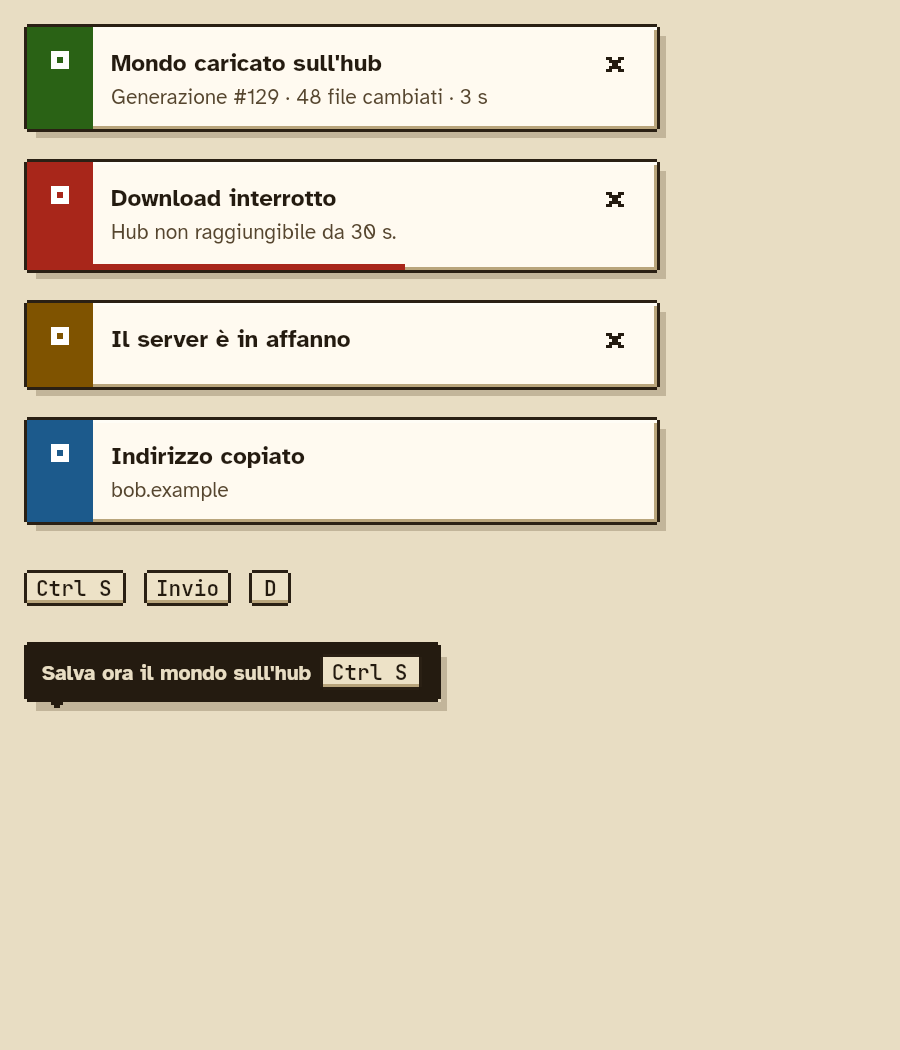 Mondo caricato sull'hub
Generazione #129 · 48 file cambiati · 3 s
Download interrotto
Hub non raggiungibile da 30 s.
Il server è in affanno
Indirizzo copiato
bob.example
Ctrl S Invio D
Salva ora il mondo sull'hub Ctrl S